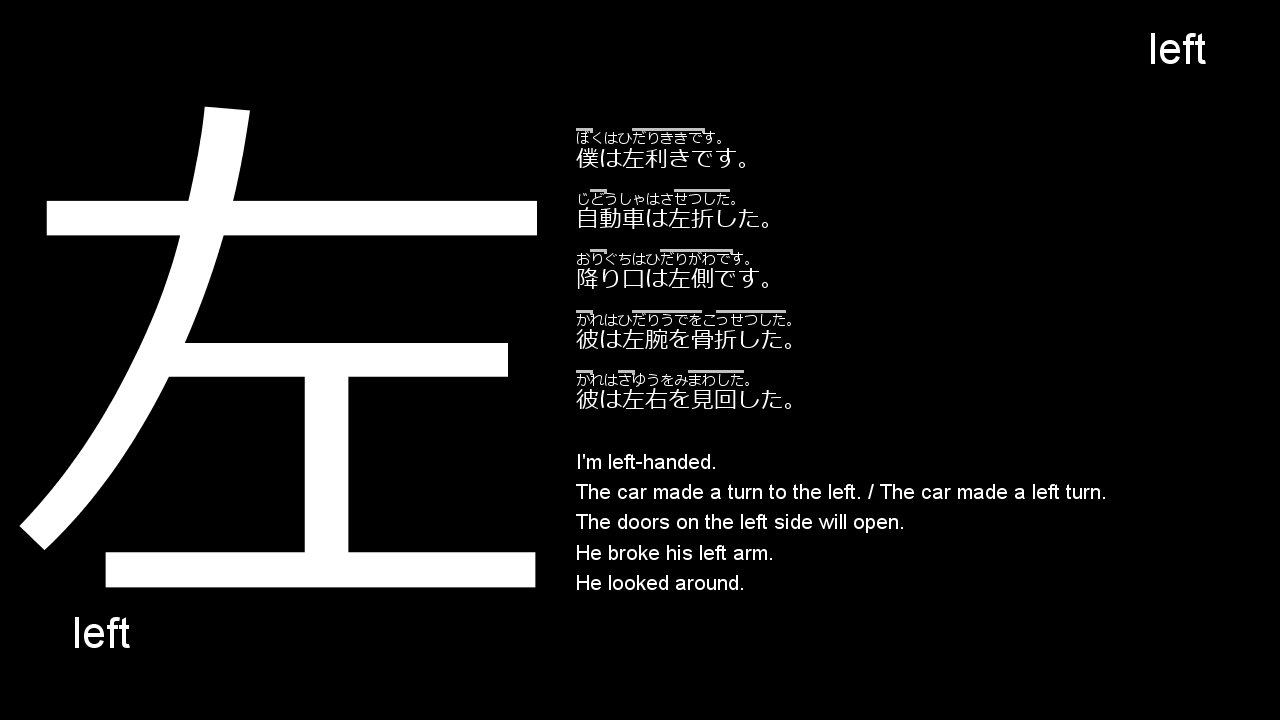 left
左
ぼくはひだりききです。
僕は左利きです。
じどうしゃはさせつした。
自動車は左折した。
おりぐちはひだりがわです。
降り口は左側です。
かれはひだりうでをこっせつした。
彼は左腕を骨折した。
かれはさゆうをみまわした。
彼は左右を見回した。
I'm left-handed.
The car made a turn to the left. / The car made a left turn.
The doors on the left side will open.
He broke his left arm.
He looked around.
left